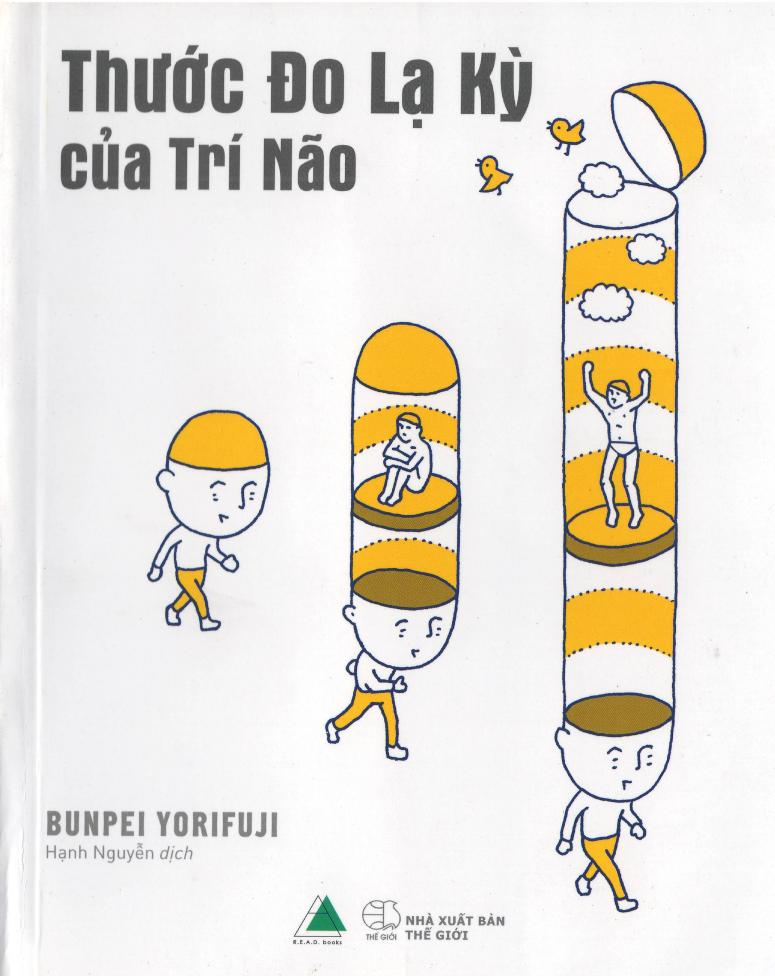 Thước Đo Lạ Kỳ
của Trí Não
BUNPEI YORIFUJI
Hạnh Nguyễn dịch
R.E.A.D. books
THẾ GIỚI
NHÀ XUẤT BẢN
THẾ GIỚI